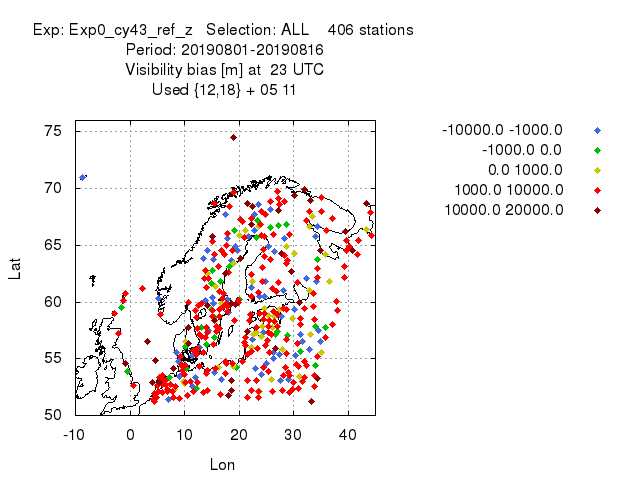 Exp: Exp0_cy43_ref_z Selection: ALL 406 stations
Period: 20190801-20190816
Visibility bias [m] at 23 UTC
Used {12,18} + 05 11
-10000.0 -1000.0
-1000.0 0.0
0.0 1000.0
1000.0 10000.0
10000.0 20000.0
75
70
65
60
55
50
Lat
-10 0 10 20 30 40
Lon